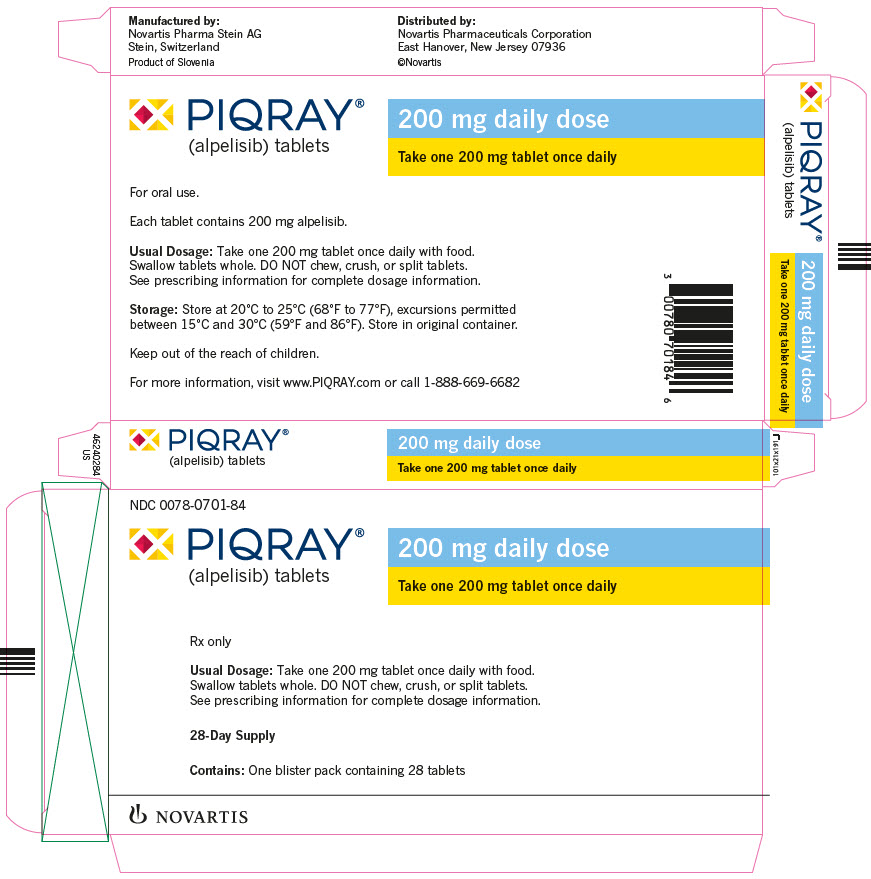 Manufactured by:
Novartis Pharma Stein AG
Stein, Switzerland
Product of Slovenia
Distributed by:
Novartis Pharmaceuticals Corporation
East Hanover, New Jersey 07936
©Novartis
PIQRAY®
(alpelisib) tablets
200 mg daily dose
Take one 200 mg tablet once daily
For oral use.
Each tablet contains 200 mg alpelisib.
Usual Dosage: Take one 200 mg tablet once daily with food.
Swallow tablets whole. DO NOT chew, crush, or split tablets.
See prescribing information for complete dosage information.
Storage: Store at 20°C to 25°C (68°F to 77°F), excursions permitted
between 15°C and 30°C (59°F and 86°F). Store in original container.
Keep out of the reach of children.
For more information, visit www.PIQRAY.com or call 1-888-669-6682
3 00780 70184 6
PIQRAY®
(alpelisib) tablets
200 mg daily dose
Take one 200 mg tablet once daily
46240284
US
PIQRAY®
(alpelisib) tablets
200 mg daily dose
Take one 200 mg tablet once daily
NDC 0078-0701-84
PIQRAY®
(alpelisib) tablets
200 mg daily dose
Take one 200 mg tablet once daily
Rx only
Usual Dosage: Take one 200 mg tablet once daily with food.
Swallow tablets whole. DO NOT chew, crush, or split tablets.
See prescribing information for complete dosage information.
28-Day Supply
Contains: One blister pack containing 28 tablets
NOVARTIS